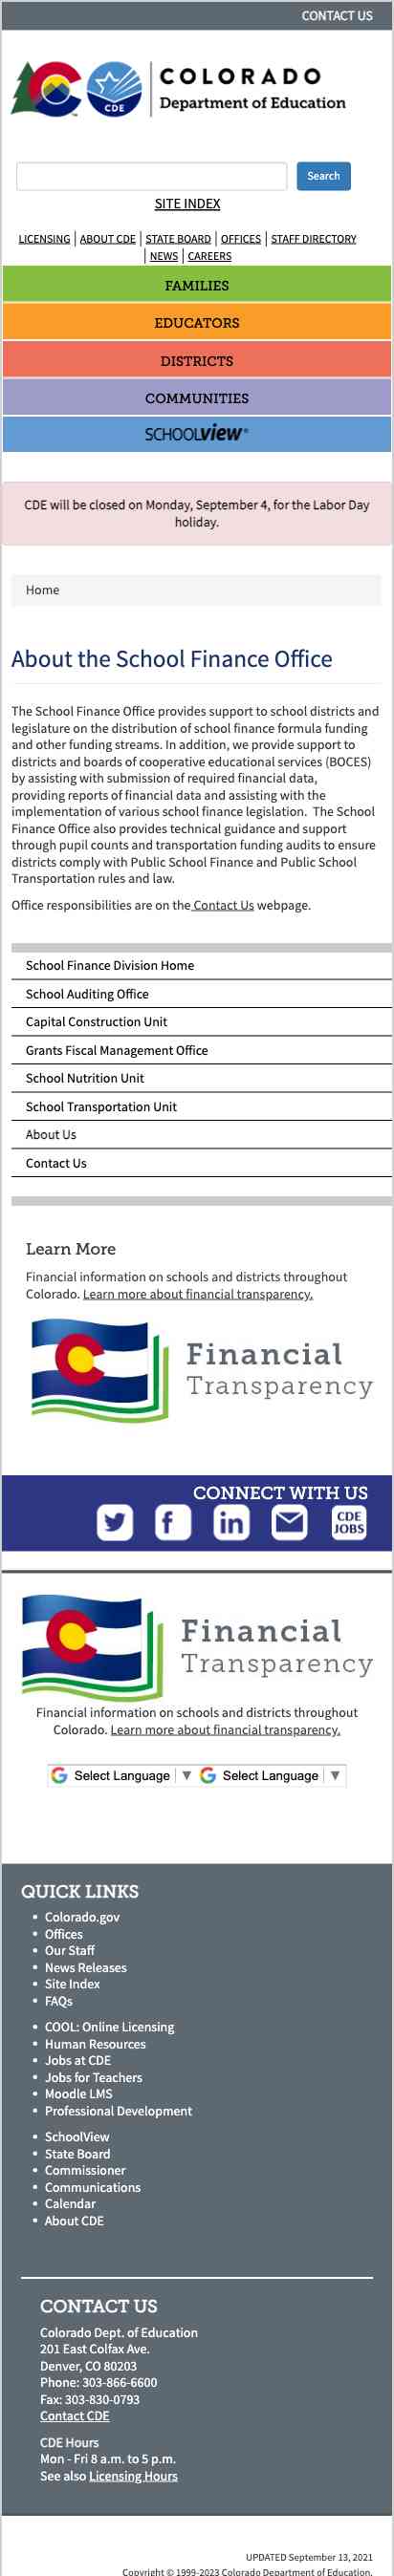 CONTACT US
CDE
COLORADO
Department of Education
Search
SITE INDEX
LICENSING | ABOUT CDE | STATE BOARD | OFFICES | STAFF DIRECTORY
| NEWS | CAREERS
FAMILIES
EDUCATORS
DISTRICTS
COMMUNITIES
SCHOOLVIEW®
CDE will be closed on Monday, September 4, for the Labor Day
holiday.
Home
About the School Finance Office
The School Finance Office provides support to school districts and
legislature on the distribution of school finance formula funding
and other funding streams. In addition, we provide support to
districts and boards of cooperative educational services (BOCES)
by assisting with submission of required financial data,
providing reports of financial data and assisting with the
implementation of various school finance legislation.  The School
Finance Office also provides technical guidance and support
through pupil counts and transportation funding audits to ensure
districts comply with Public School Finance and Public School
Transportation rules and law.
Office responsibilities are on the Contact Us webpage.
School Finance Division Home
School Auditing Office
Capital Construction Unit
Grants Fiscal Management Office
School Nutrition Unit
School Transportation Unit
About Us
Contact Us
Learn More
Financial information on schools and districts throughout
Colorado. Learn more about financial transparency.
Financial
Transparency
CONNECT WITH US
CDE
JOBS
Financial
Transparency
Financial information on schools and districts throughout
Colorado. Learn more about financial transparency.
Select Language | ▼ Select Language | ▼
QUICK LINKS
• Colorado.gov
• Offices
• Our Staff
• News Releases
• Site Index
• FAQs
• COOL: Online Licensing
• Human Resources
• Jobs at CDE
• Jobs for Teachers
• Moodle LMS
• Professional Development
• SchoolView
• State Board
• Commissioner
• Communications
• Calendar
• About CDE
CONTACT US
Colorado Dept. of Education
201 East Colfax Ave.
Denver, CO 80203
Phone: 303-866-6600
Fax: 303-830-0793
Contact CDE
CDE Hours
Mon - Fri 8 a.m. to 5 p.m.
See also Licensing Hours
UPDATED September 13, 2021
Copyright © 1999-2023 Colorado Department of Education.